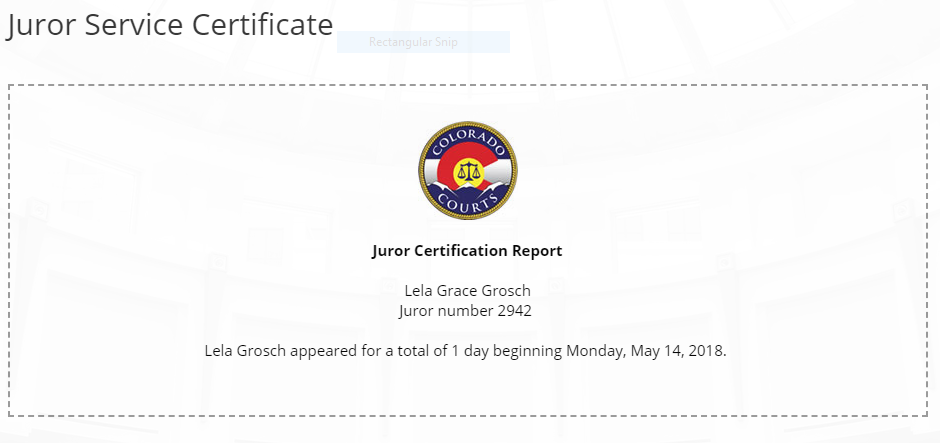 Juror Service Certificate
Rectangular Snip
COLORADO
COURTS
Juror Certification Report
Lela Grace Grosch
Juror number 2942
Lela Grosch appeared for a total of 1 day beginning Monday, May 14, 2018.